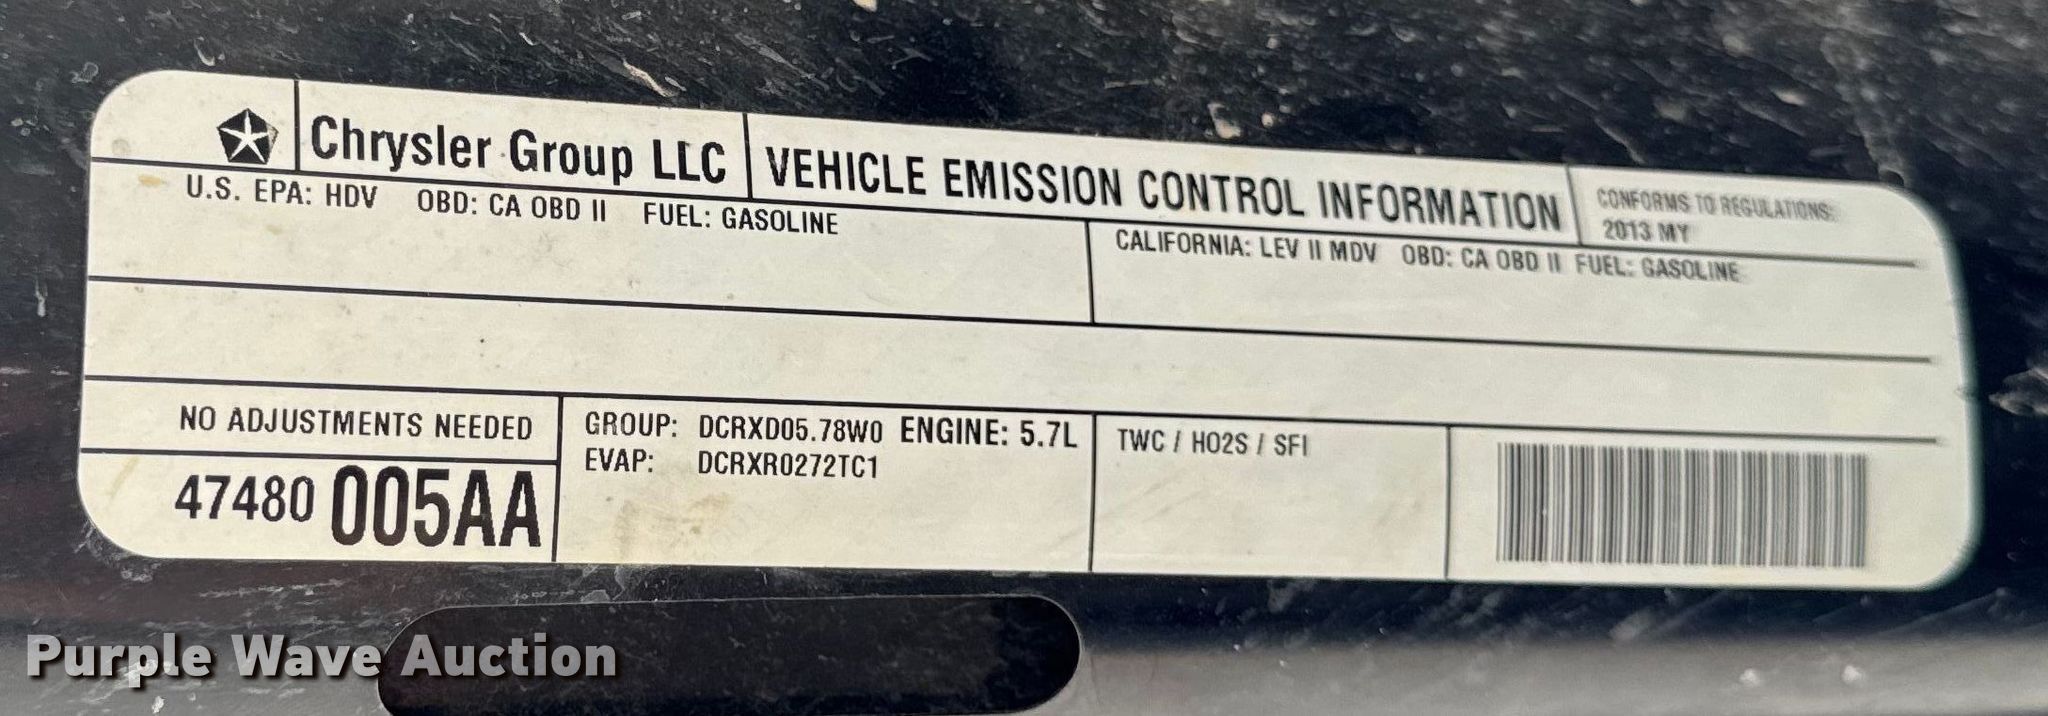 Chrysler Group LLC
VEHICLE EMISSION CONTROL INFORMATION
CONFORMS TO REGULATIONS:
2013 MY
U.S. EPA: HDV OBD: CA OBD II FUEL: GASOLINE
CALIFORNIA: LEV II MDV OBD: CA OBD II FUEL: GASOLINE
NO ADJUSTMENTS NEEDED
47480 005AA
GROUP: DCRXD05.78W0 ENGINE: 5.7L
EVAP: DCRXR0272TC1
TWC / HO2S / SFI
Purple Wave Auction